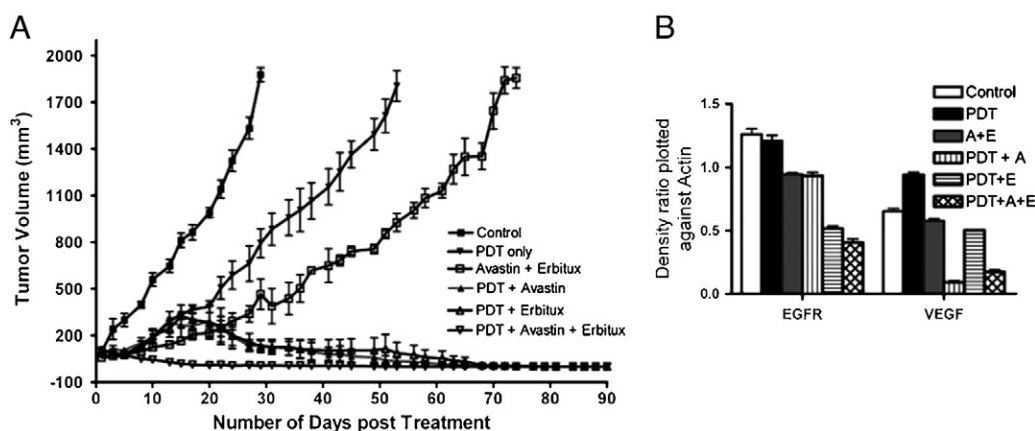 A
Tumor Volume (mm³)
2000
1700
1400
1100
800
500
200
-100
0
10
20
30
40
50
60
70
80
90
Number of Days post Treatment
Control
PDT only
Avastin + Erbitux
PDT + Avastin
PDT + Erbitux
PDT + Avastin + Erbitux
B
Density ratio plotted
against Actin
1.5
1.0
0.5
0.0
EGFR
VEGF
Control
PDT
A+E
PDT + A
PDT+E
PDT+A+E